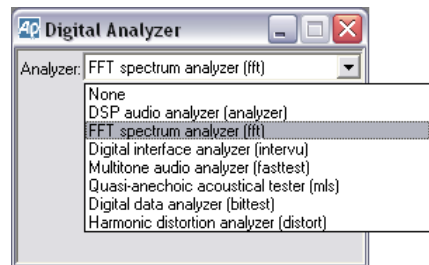 Ap Digital Analyzer
Analyzer: FFT spectrum analyzer (fft)
None
DSP audio analyzer (analyzer)
FFT spectrum analyzer (fft)
Digital interface analyzer (intervu)
Multitone audio analyzer (fasttest)
Quasi-anechoic acoustical tester (mls)
Digital data analyzer (bittest)
Harmonic distortion analyzer (distort)